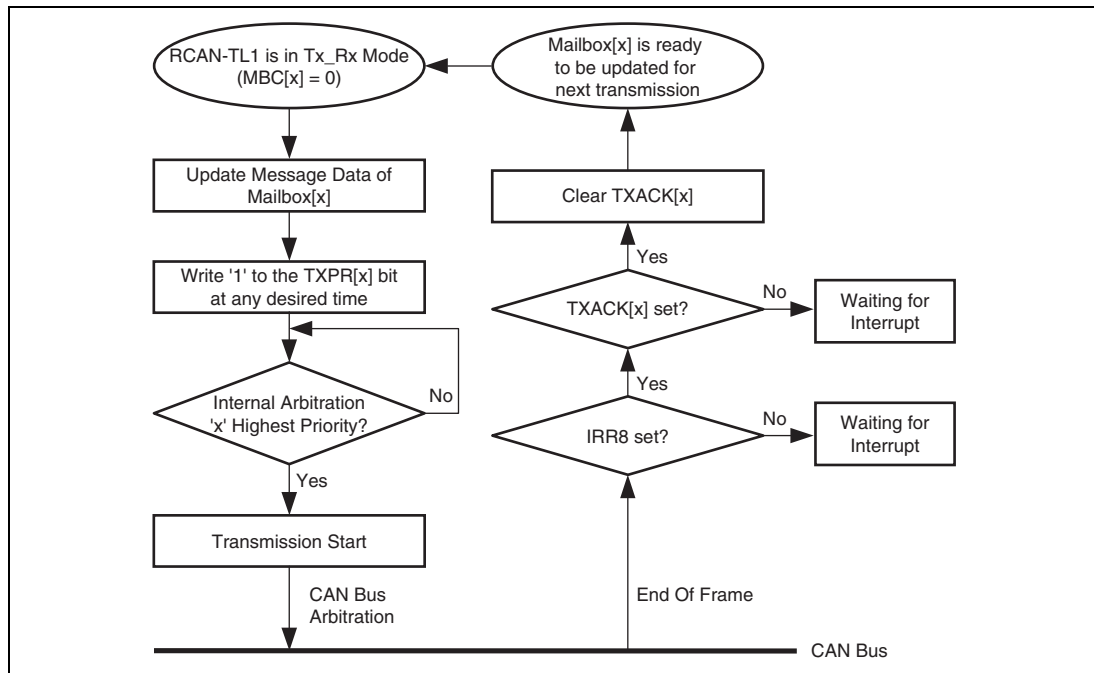 RCAN-TL1 is in Tx_Rx Mode
(MBC[x] = 0)
Update Message Data of
Mailbox[x]
Write '1' to the TXPR[x] bit
at any desired time
Internal Arbitration
'x' Highest Priority?
No
Yes
Transmission Start
CAN Bus
Arbitration
Mailbox[x] is ready
to be updated for
next transmission
Clear TXACK[x]
Yes
TXACK[x] set?
No
Waiting for
Interrupt
Yes
IRR8 set?
No
Waiting for
Interrupt
End Of Frame
CAN Bus